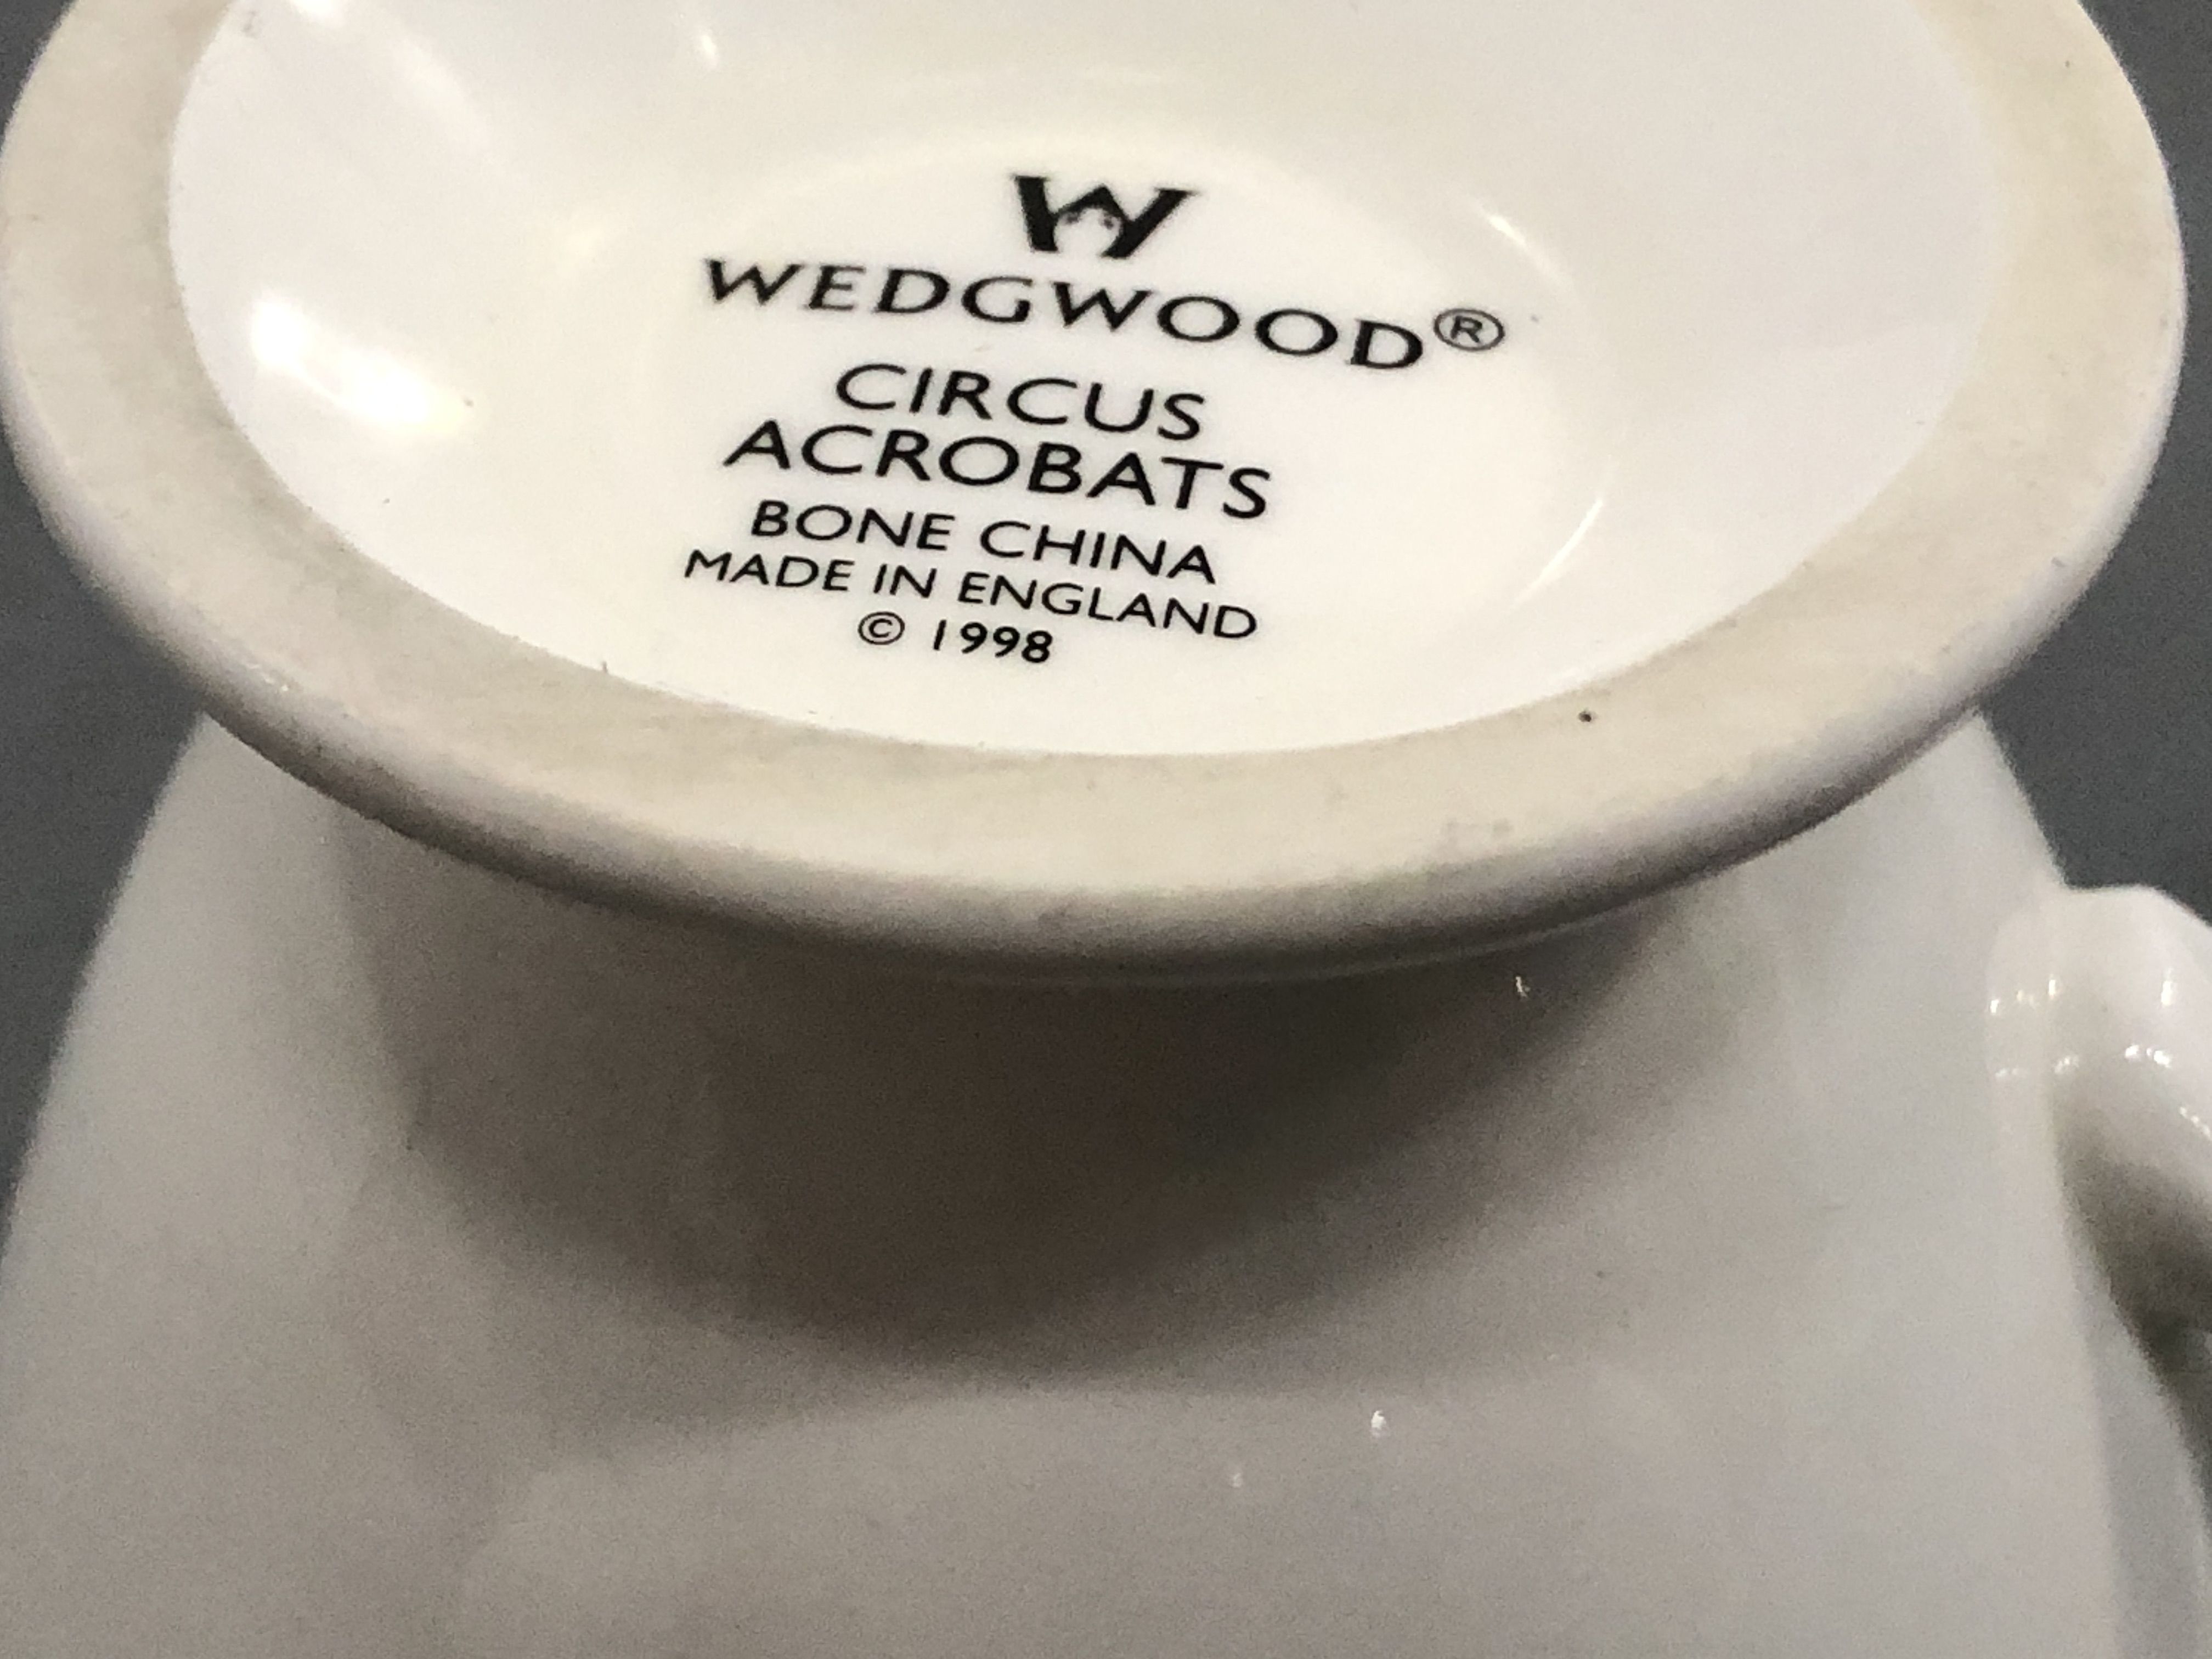 W
WEDGWOOD®
CIRCUS
ACROBATS
BONE CHINA
MADE IN ENGLAND
© 1998